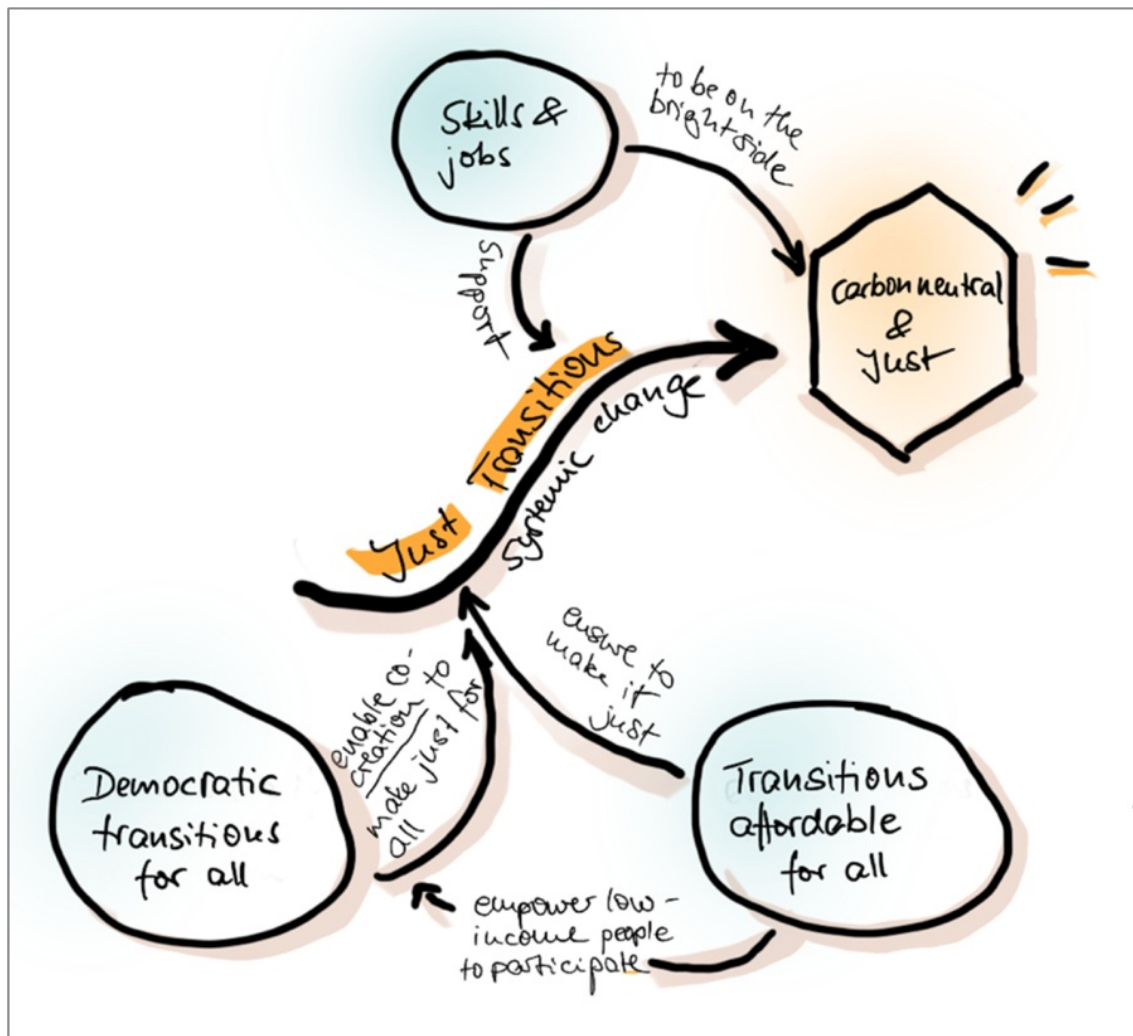 Skills &
jobs
to be on the
bright side
support
Carbon neutral
&
Just
Just Transitions
Systemic change
enable co-
creation to
make just for
all
ensure to
make it
just
Democratic
transitions
for all
Transitions
affordable
for all
empower low-
income people
to participate